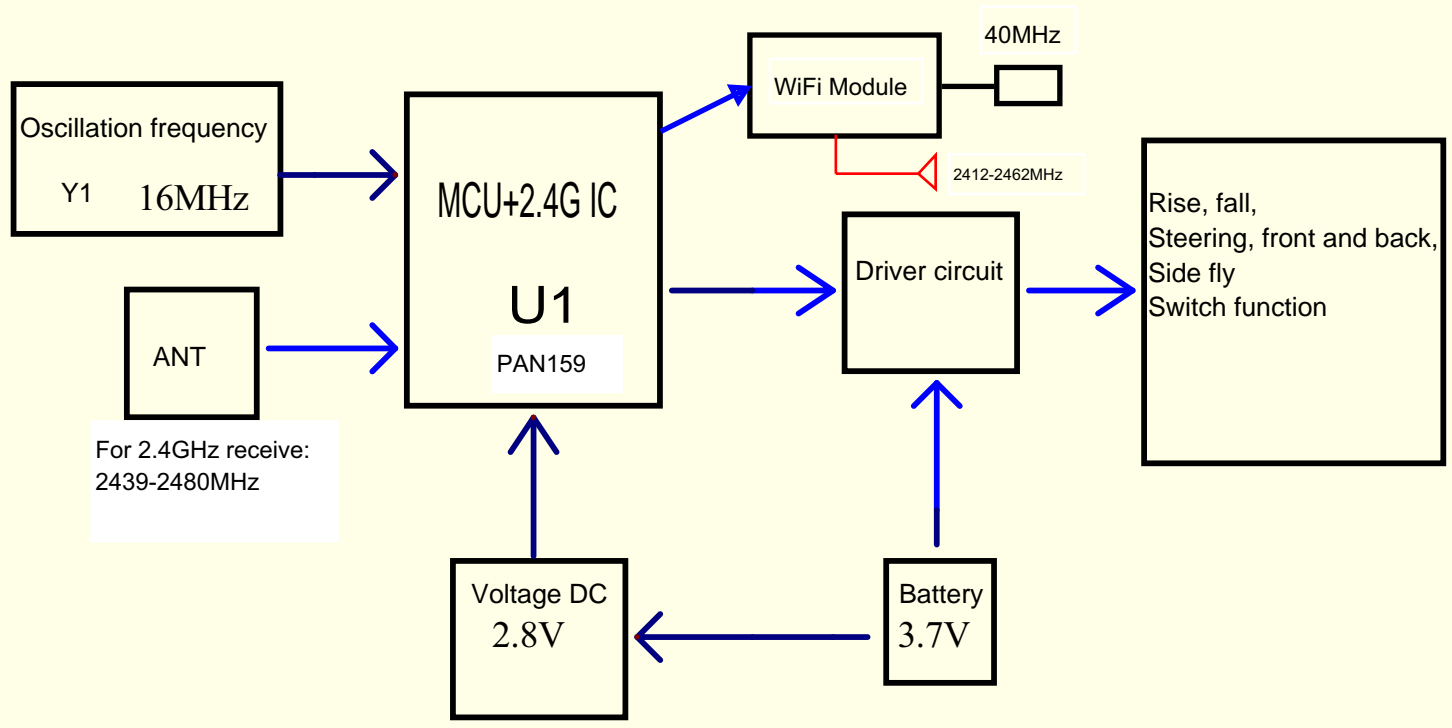 40MHz
WiFi Module
Oscillation frequency
Y1 16MHz
MCU+2.4G IC
U1
PAN159
2412-2462MHz
Rise, fall,
Steering, front and back,
Side fly
Switch function
Driver circuit
ANT
For 2.4GHz receive:
2439-2480MHz
Voltage DC
2.8V
Battery
3.7V